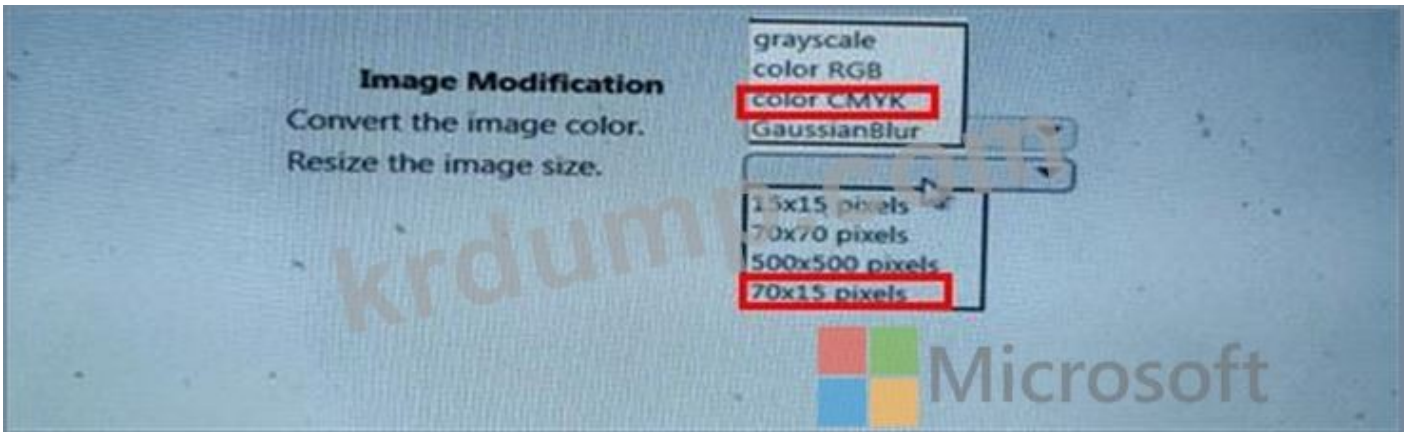 grayscale
color RGB
Image Modification
color CMYK
Convert the image color.
GaussianBlur
Resize the image size.
15x15 pixels
70x70 pixels
500x500 pixels
70x15 pixels
krdump.com
Microsoft